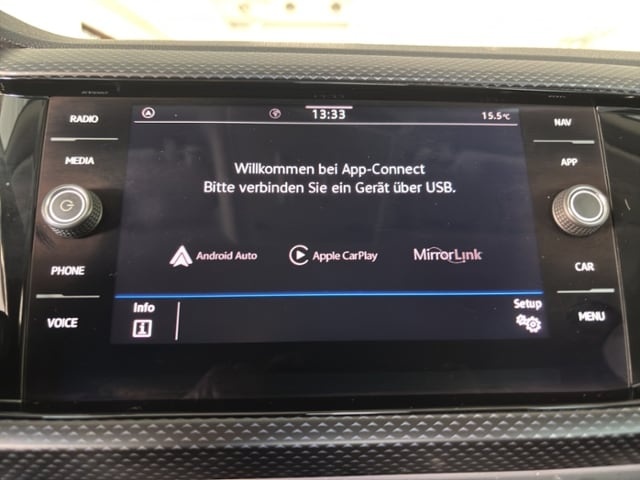 13:33
15.5°C
RADIO
MEDIA
PHONE
VOICE
NAV
APP
CAR
MENU
Willkommen bei App-Connect
Bitte verbinden Sie ein Gerät über USB.
Android Auto
Apple CarPlay
MirrorLink
Info
Setup